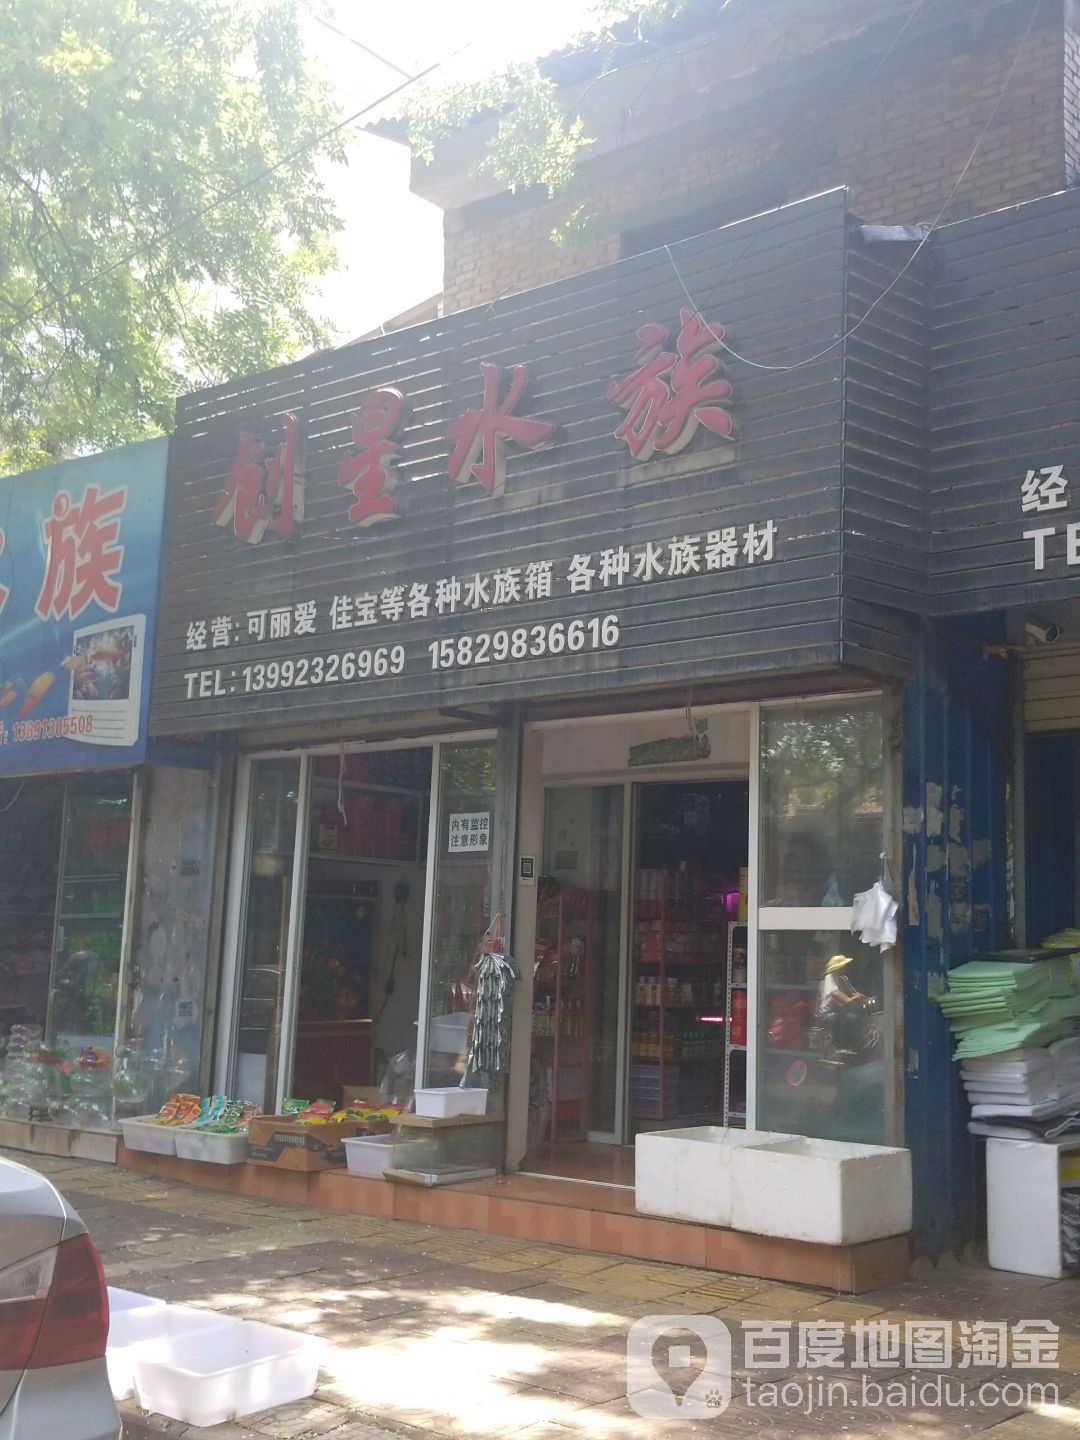 创星水族
经营:可丽爱 佳宝等各种水族箱 各种水族器材
TEL:13992326969 15829836616
族
13891305508
经
TE
内有监控
注意形象
百度地图淘金
taojin.baidu.com